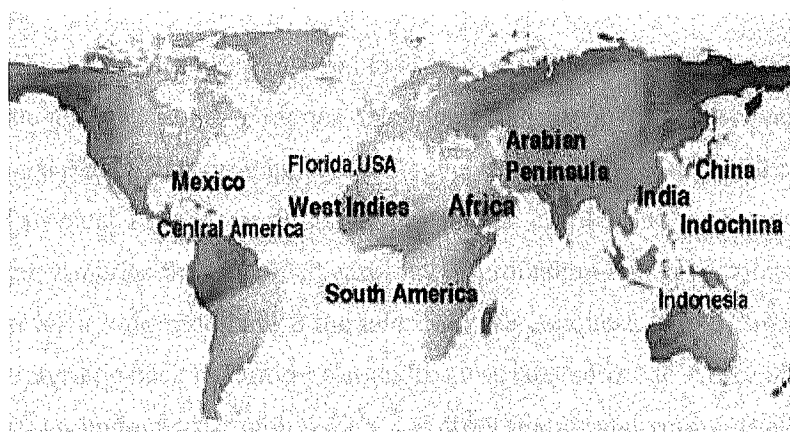 Arabian
Peninsula
Florida,USA
Mexico
China
West Indies
Africa
India
Central America
Indochina
South America
Indonesia